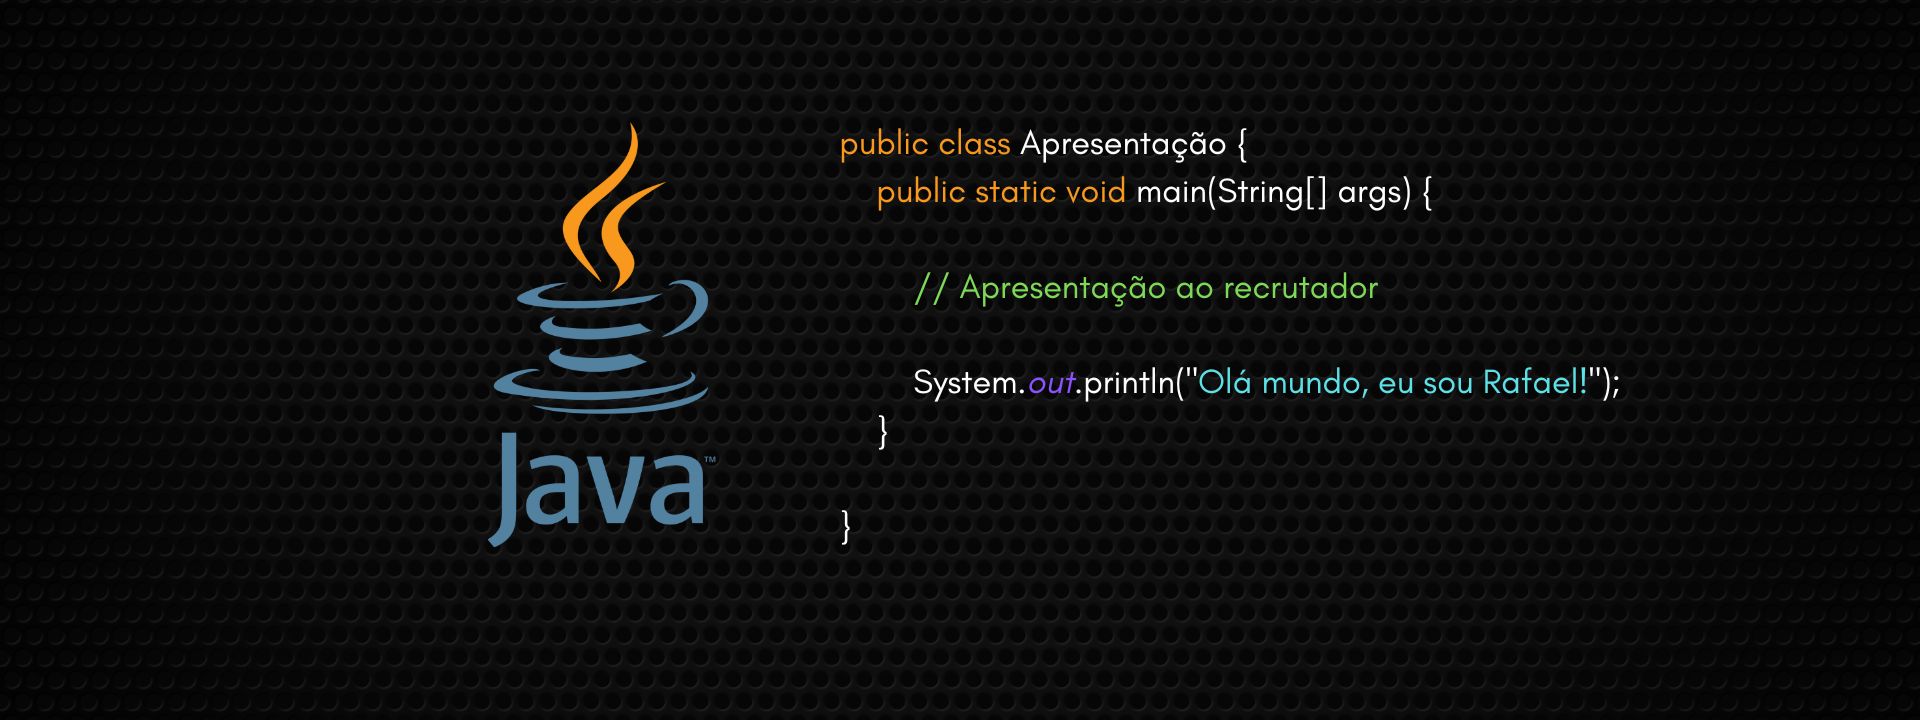 Java™
public class Apresentação {
public static void main(String[] args) {
// Apresentação ao recrutador
System.out.println("Olá mundo, eu sou Rafael!");
}
}